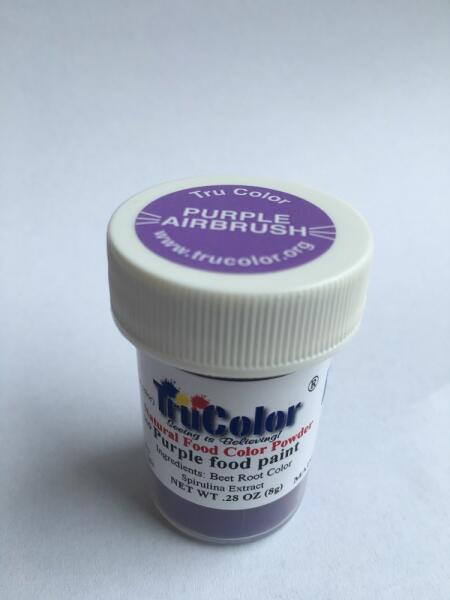 Tru Color
PURPLE
AIRBRUSH
www.trucolor.org
TruColor ®
Seeing is Believing!
Natural Food Color Powder
Purple food paint
Ingredients: Beet Root Color
Spirulina Extract
NET WT .28 OZ (8g)